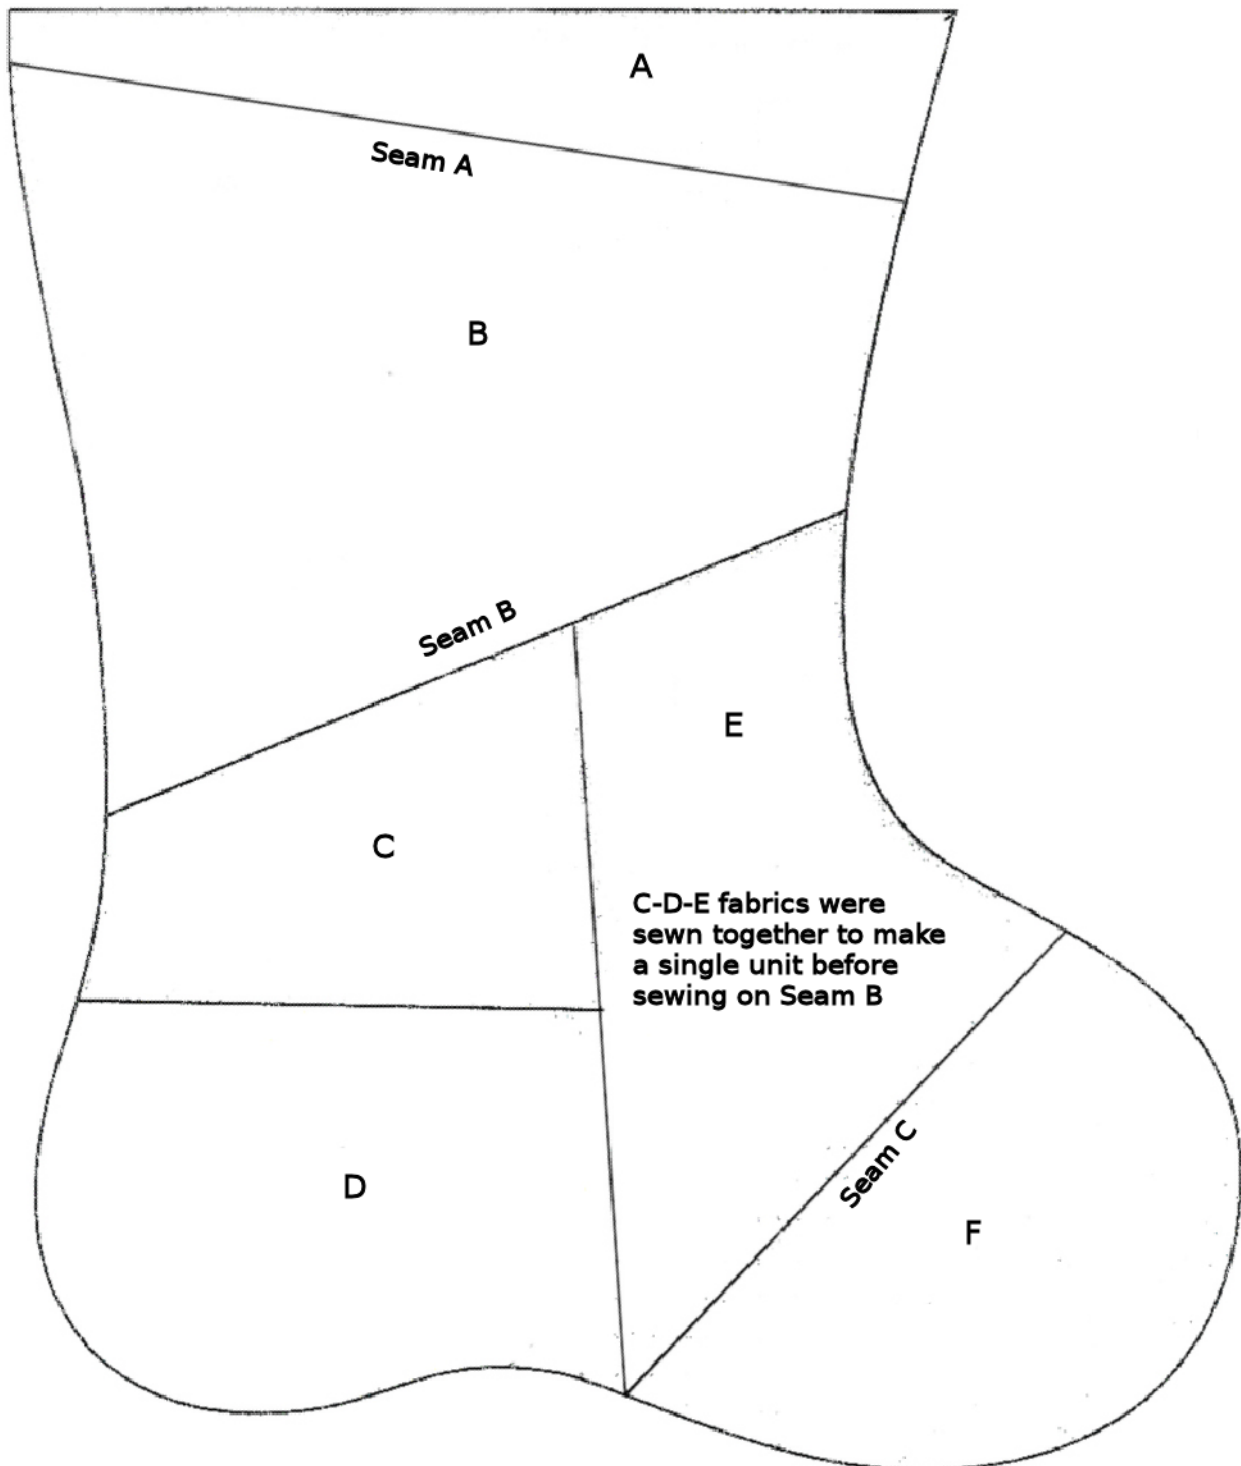 A
Seam A
B
Seam B
E
C
C-D-E fabrics were
sewn together to make
a single unit before
sewing on Seam B
Seam C
D
F